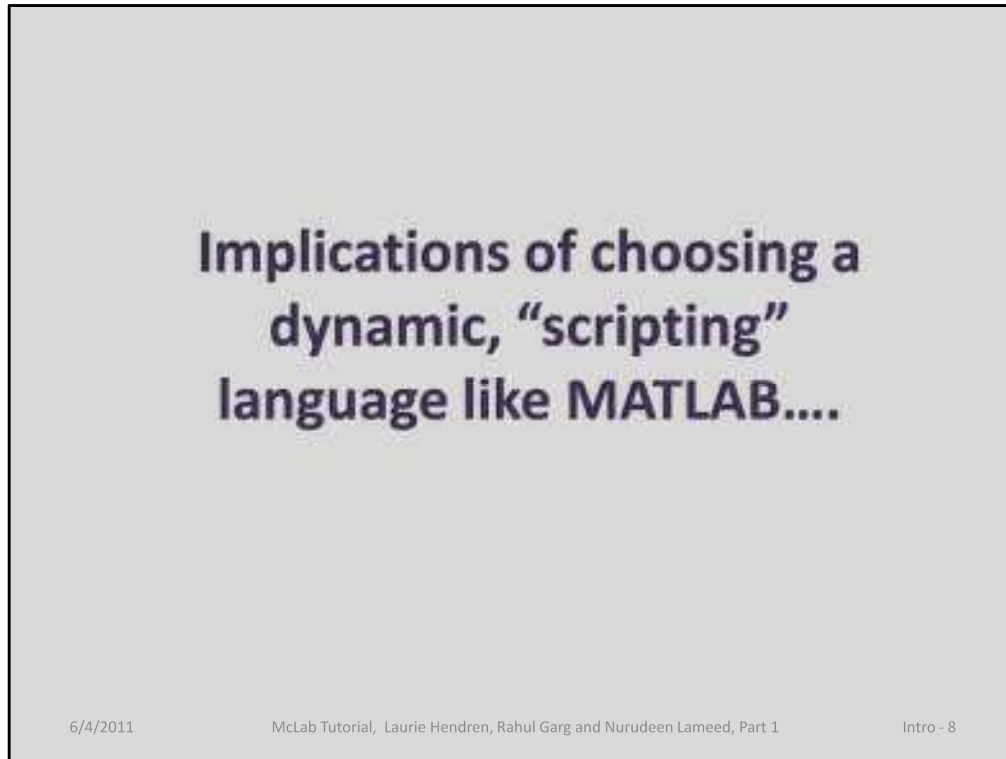 Implications of choosing a
dynamic, “scripting”
language like MATLAB....
6/4/2011 McLab Tutorial, Laurie Hendren, Rahul Garg and Nurudeen Lameed, Part 1 Intro - 8